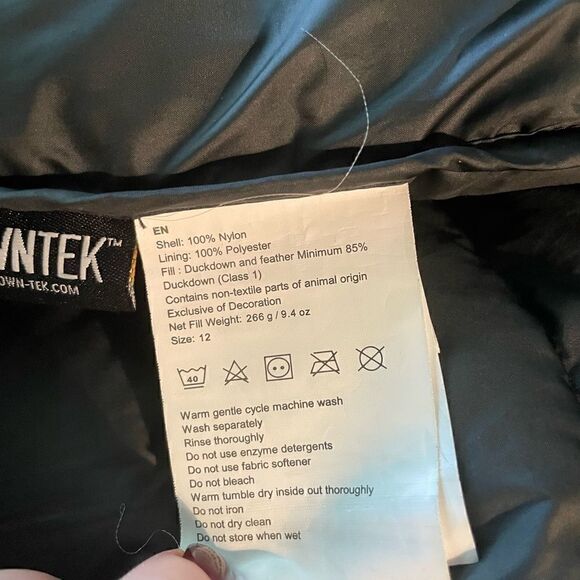 WNTEK™
OWN-TEK.COM
EN
Shell: 100% Nylon
Lining: 100% Polyester
Fill : Duckdown and feather Minimum 85%
Duckdown (Class 1)
Contains non-textile parts of animal origin
Exclusive of Decoration
Net Fill Weight: 266 g / 9.4 oz
Size: 12
40
Warm gentle cycle machine wash
Wash separately
Rinse thoroughly
Do not use enzyme detergents
Do not use fabric softener
Do not bleach
Warm tumble dry inside out thoroughly
Do not iron
Do not dry clean
Do not store when wet